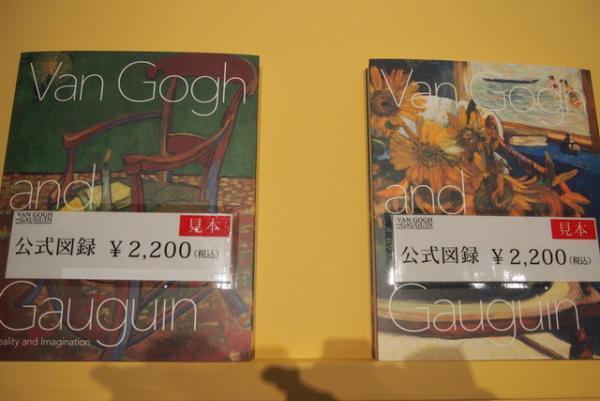 Van Gogh
and
VAN GOGH
GAUGUIN
見本
公式図録 ¥2,200(税込)
Gauguin
eality and Imagination
Van Gogh
and
VAN GOGH
GAUGUIN
見本
公式図録 ¥2,200(税込)
Gauguin